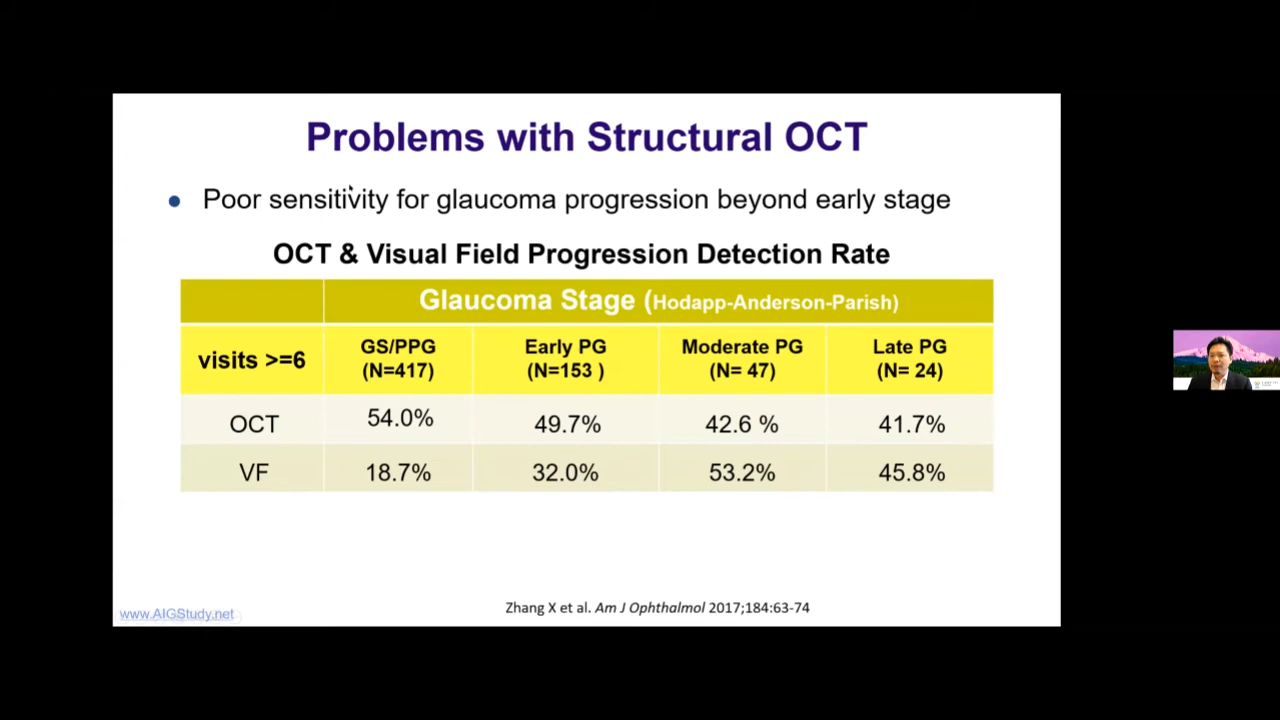 Problems with Structural OCT
• Poor sensitivity for glaucoma progression beyond early stage
OCT & Visual Field Progression Detection Rate
Glaucoma Stage (Hodapp-Anderson-Parish)
visits >=6 GS/PPG (N=417) Early PG (N=153 ) Moderate PG (N= 47) Late PG (N= 24)
OCT 54.0% 49.7% 42.6 % 41.7%
VF 18.7% 32.0% 53.2% 45.8%
Zhang X et al. Am J Ophthalmol 2017;184:63-74
www.AIGStudy.net